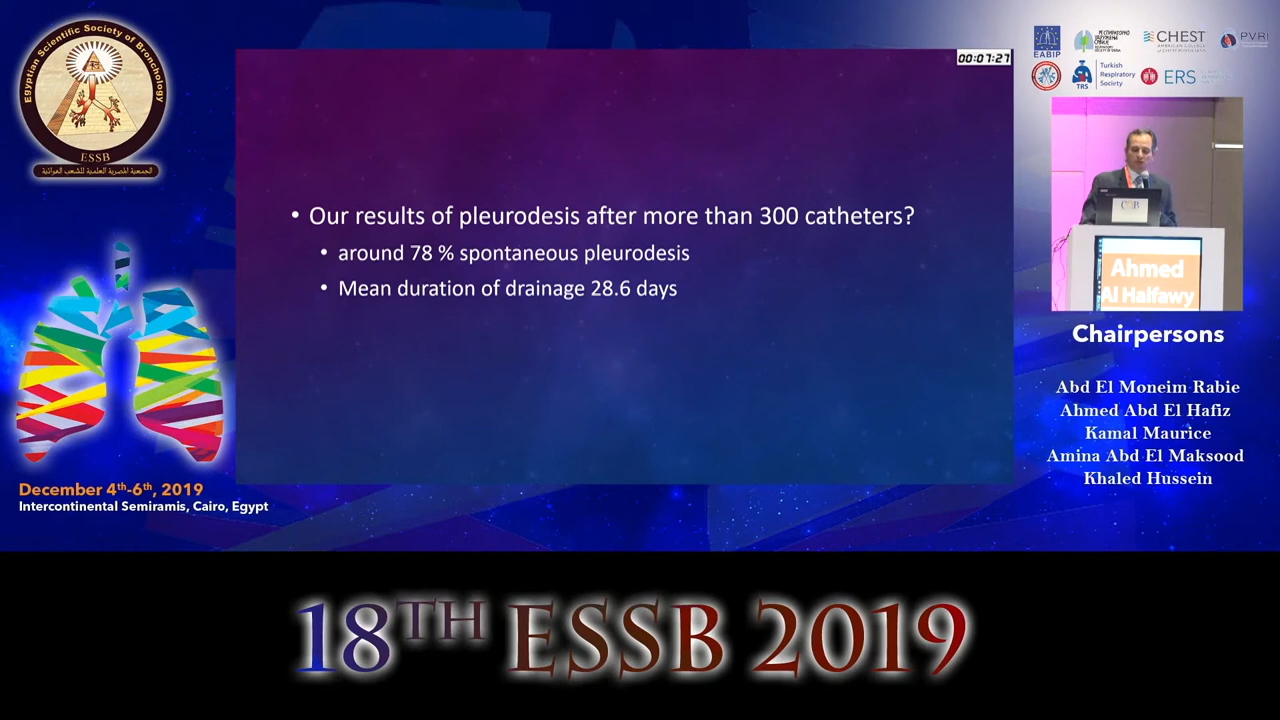 Egyptian Scientific Society of Bronchology
ESSB
الجمعية المصرية العلمية للشعب الهوائية
December 4th-6th, 2019
Intercontinental Semiramis, Cairo, Egypt
00:07:27
• Our results of pleurodesis after more than 300 catheters?
• around 78 % spontaneous pleurodesis
• Mean duration of drainage 28.6 days
EABIP
CHEST
PVRI
TRS
Turkish
Respiratory
Society
ERS
Ahmed
Al Halfawy
Chairpersons
Abd El Moneim Rabie
Ahmed Abd El Hafiz
Kamal Maurice
Amina Abd El Maksood
Khaled Hussein
18TH ESSB 2019